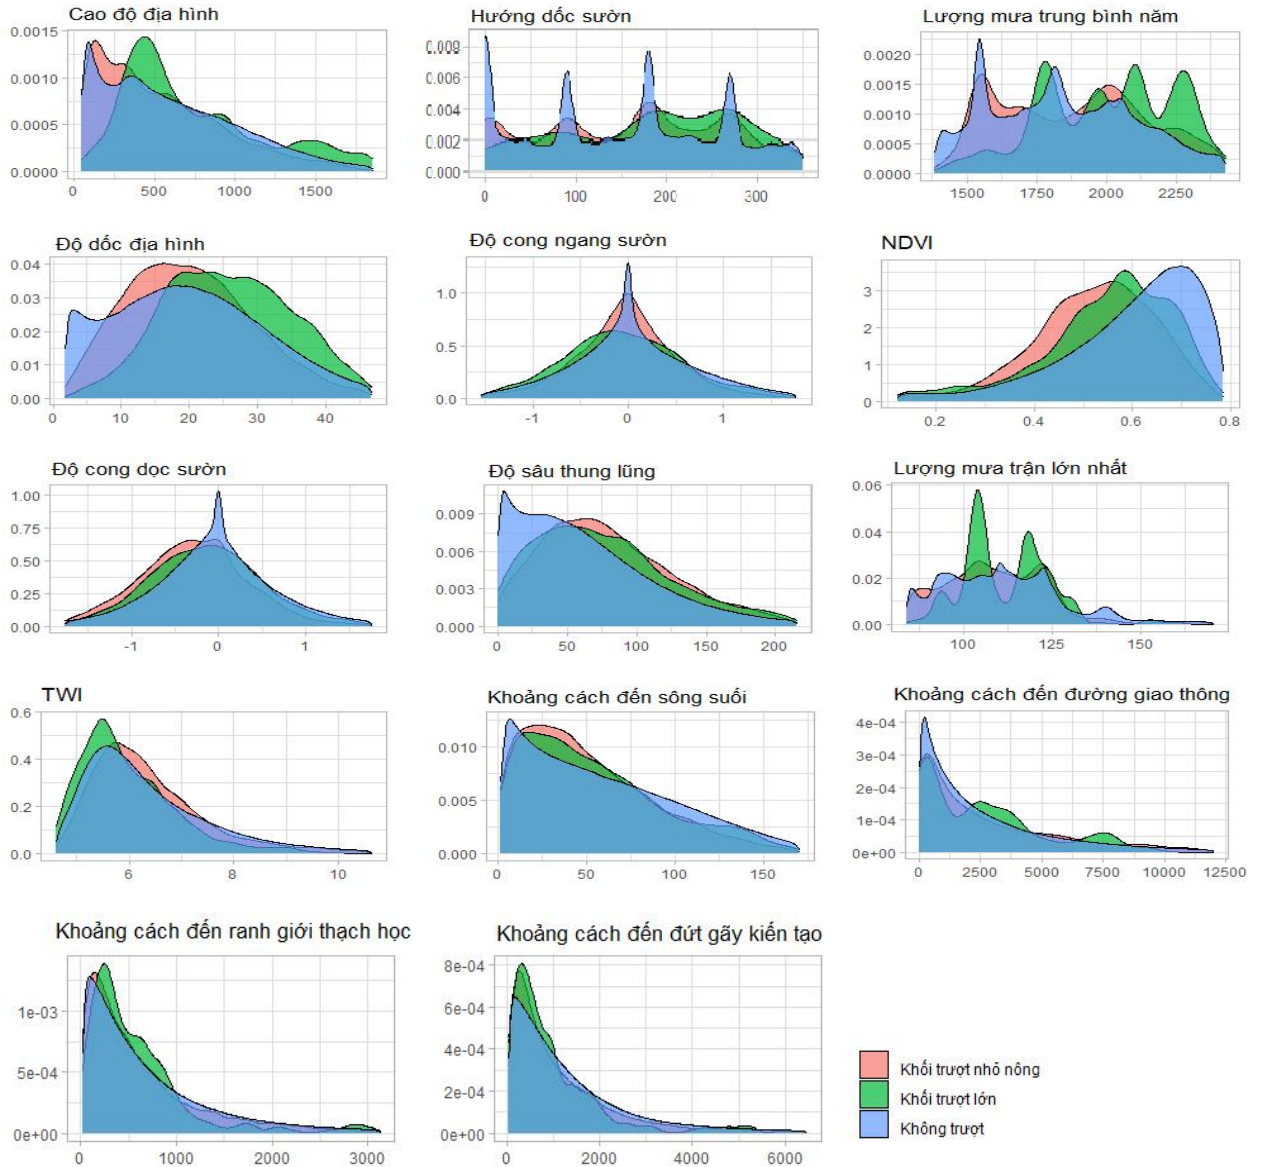 Cao độ địa hình
0.0015
0.0010
0.0005
0.0000
0 500 1000 1500
Hướng dốc sườn
0.008
0.006
0.004
0.002
0.000
0 100 200 300
Lượng mưa trung bình năm
0.0020
0.0015
0.0010
0.0005
0.0000
1500 1750 2000 2250
Độ dốc địa hình
0.04
0.03
0.02
0.01
0.00
0 10 20 30 40
Độ cong ngang sườn
1.0
0.5
0.0
-1 0 1
NDVI
3
2
1
0
0.2 0.4 0.6 0.8
Độ cong dọc sườn
1.00
0.75
0.50
0.25
0.00
-1 0 1
Độ sâu thung lũng
0.009
0.006
0.003
0.000
0 50 100 150 200
Lượng mưa trận lớn nhất
0.06
0.04
0.02
0.00
100 125 150
TWI
0.6
0.4
0.2
0.0
6 8 10
Khoảng cách đến sông suối
0.010
0.005
0.000
0 50 100 150
Khoảng cách đến đường giao thông
4e-04
3e-04
2e-04
1e-04
0e+00
0 2500 5000 7500 10000 12500
Khoảng cách đến ranh giới thạch học
1e-03
5e-04
0e+00
0 1000 2000 3000
Khoảng cách đến đứt gãy kiến tạo
8e-04
6e-04
4e-04
2e-04
0e+00
0 2000 4000 6000
Khối trượt nhỏ nông
Khối trượt lớn
Không trượt